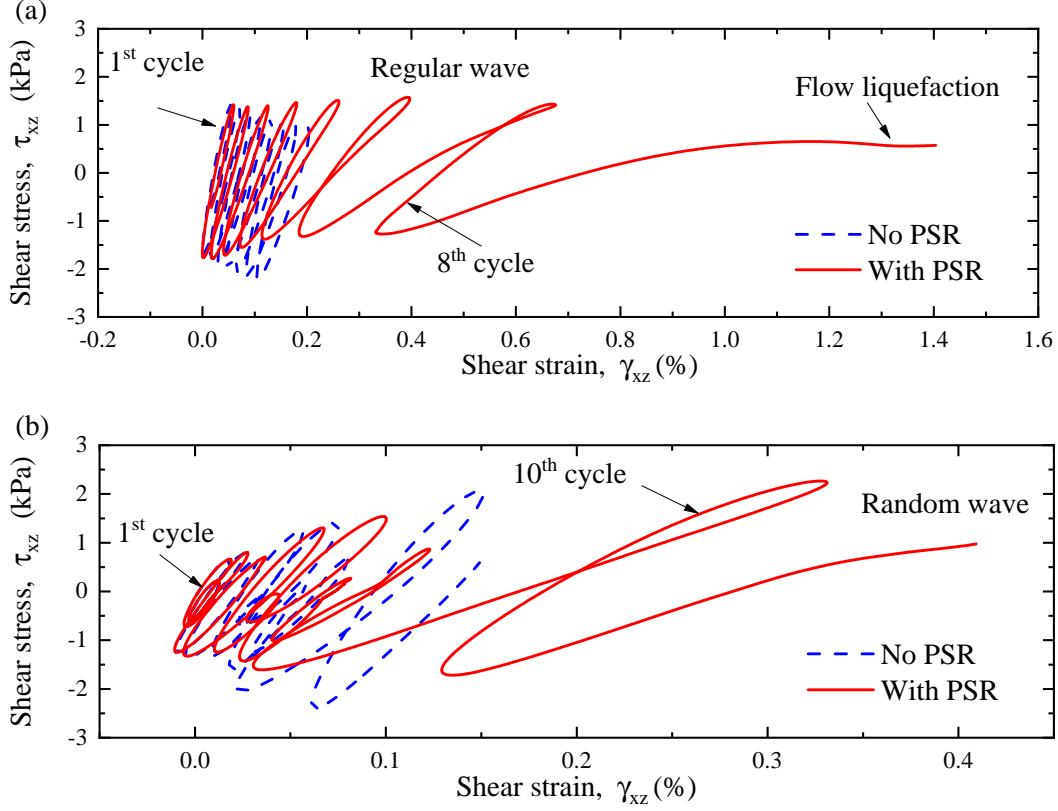 (a)
3
2
1
0
-1
-2
-3
Shear stress, τxz (kPa)
1st cycle
Regular wave
Flow liquefaction
8th cycle
No PSR
With PSR
-0.2 0.0 0.2 0.4 0.6 0.8 1.0 1.2 1.4 1.6
Shear strain, γxz (%)
(b)
3
2
1
0
-1
-2
-3
Shear stress, τxz (kPa)
1st cycle
10th cycle
Random wave
No PSR
With PSR
0.0 0.1 0.2 0.3 0.4
Shear strain, γxz (%)